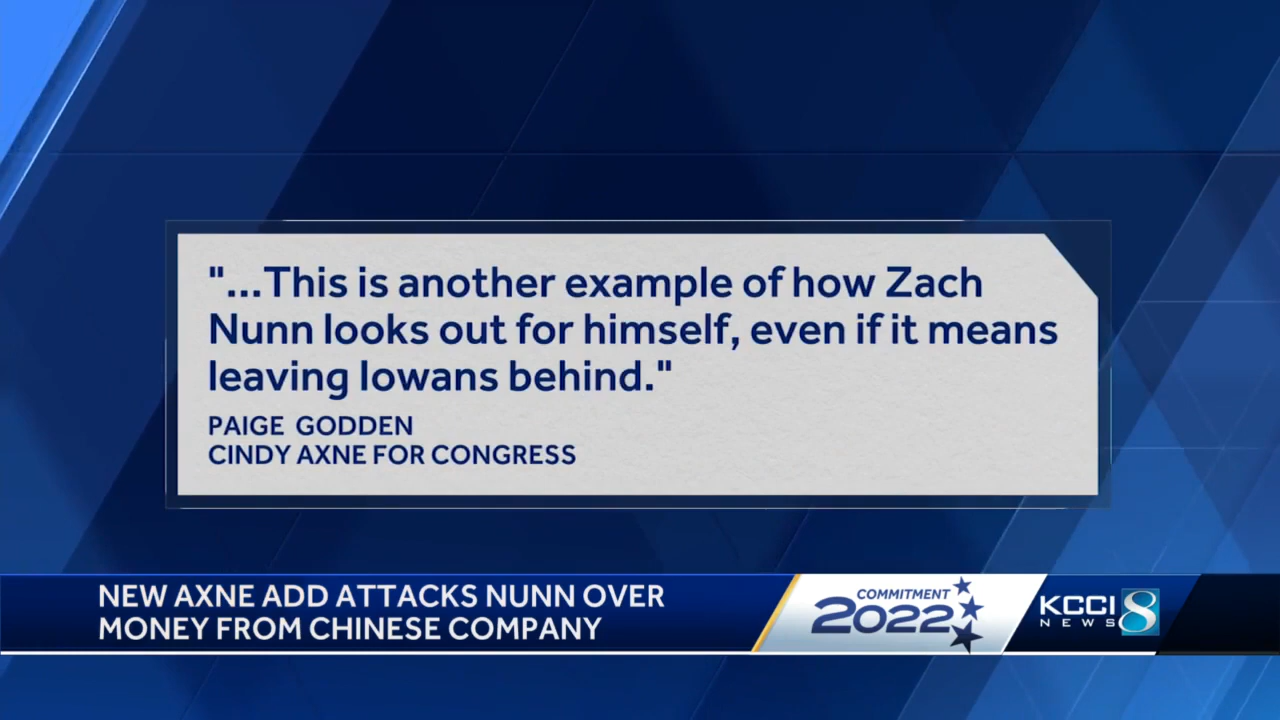 "...This is another example of how Zach
Nunn looks out for himself, even if it means
leaving Iowans behind."
PAIGE GODDEN
CINDY AXNE FOR CONGRESS
NEW AXNE ADD ATTACKS NUNN OVER
MONEY FROM CHINESE COMPANY
COMMITMENT
2022
KCCI 8
NEWS